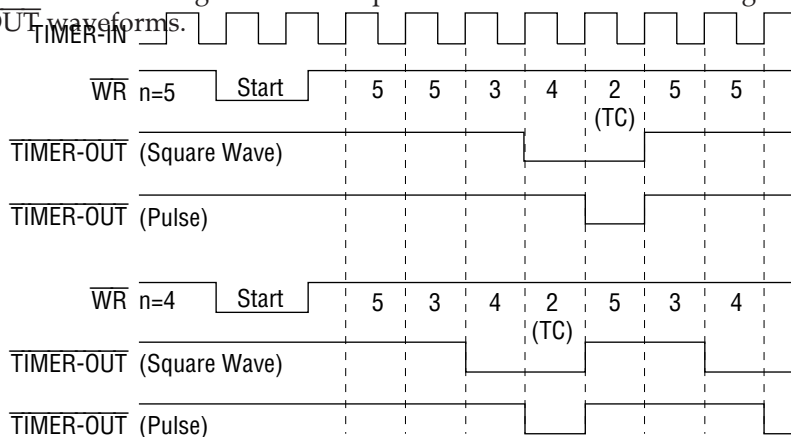 OUT waveforms.
TIMER-IN
WR n=5 Start 5 5 3 4 2 5 5
(TC)
TIMER-OUT (Square Wave)
TIMER-OUT (Pulse)
WR n=4 Start 5 3 4 2 5 3 4
(TC)
TIMER-OUT (Square Wave)
TIMER-OUT (Pulse)